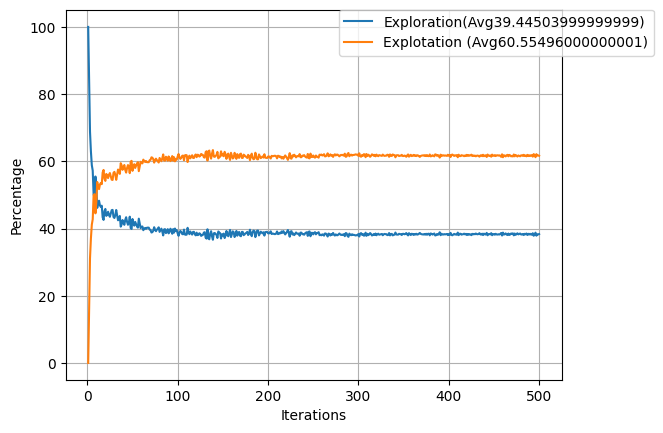 Exploration(Avg39.44503999999999)
Explotation (Avg60.55496000000001)
100
80
60
40
20
0
Percentage
0 100 200 300 400 500
Iterations